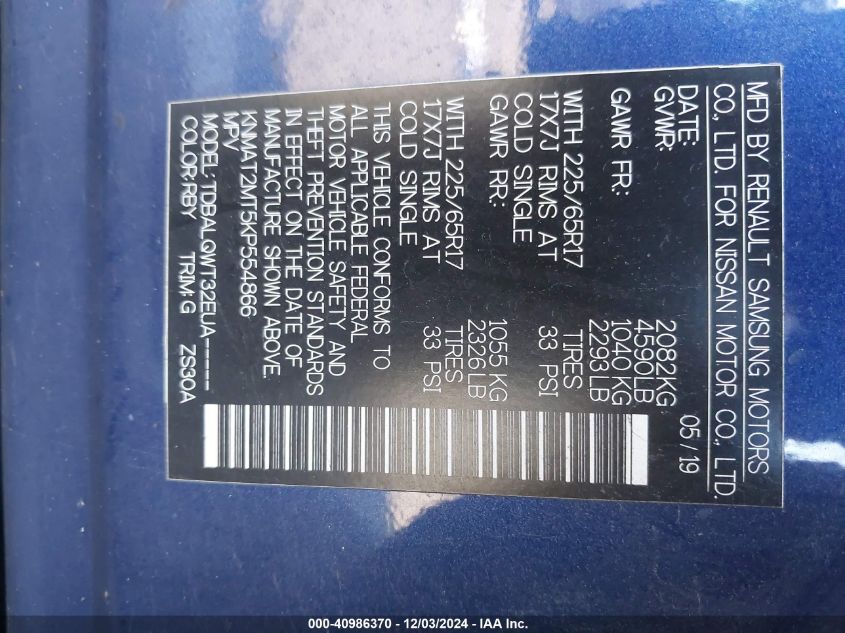 MFD BY RENAULT SAMSUNG MOTORS
CO., LTD. FOR NISSAN MOTOR CO., LTD.
DATE: 05/19
GVWR: 2082KG
4590LB
GAWR FR: 1040 KG
2293LB
WITH 225/65R17 TIRES
17X7J RIMS AT 33 PSI
COLD SINGLE
GAWR RR: 1055 KG
2326LB
WITH 225/65R17 TIRES
17X7J RIMS AT 33 PSI
COLD SINGLE
THIS VEHICLE CONFORMS TO
ALL APPLICABLE FEDERAL
MOTOR VEHICLE SAFETY AND
THEFT PREVENTION STANDARDS
IN EFFECT ON THE DATE OF
MANUFACTURE SHOWN ABOVE.
KNMAT2MT5KP554866
MPV
MODEL: TDBALQWT32EUA-----
COLOR:RBY TRIM: G ZS30A
000-40986370 - 12/03/2024 - IAA Inc.